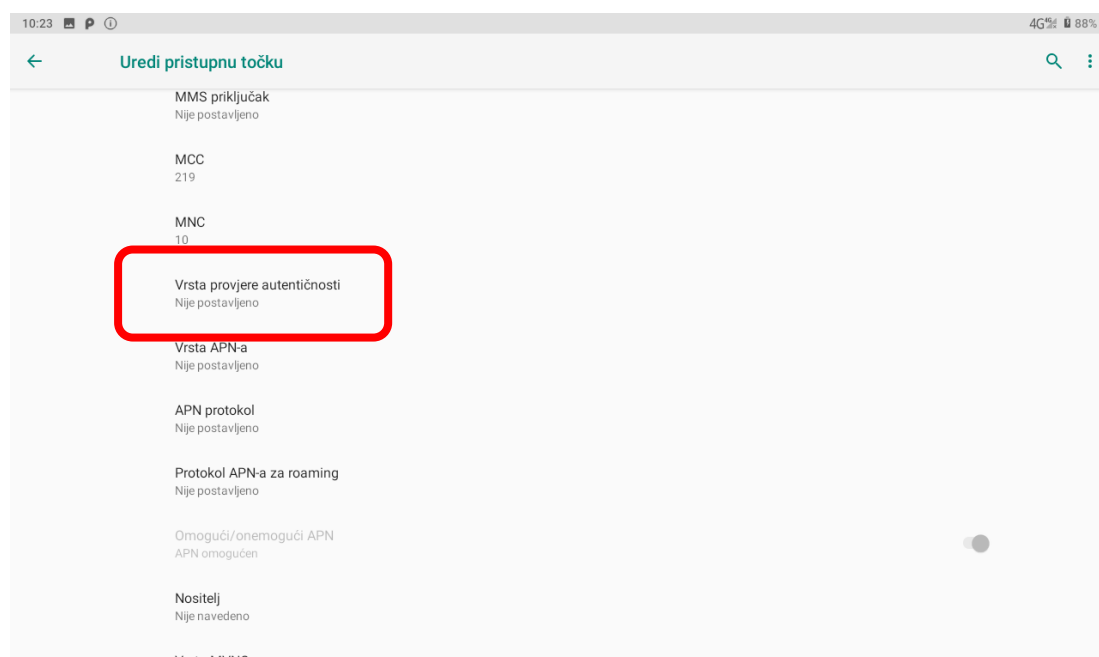 10:23
4G 88%
Uredi pristupnu točku
MMS priključak
Nije postavljeno
MCC
219
MNC
10
Vrsta provjere autentičnosti
Nije postavljeno
Vrsta APN-a
Nije postavljeno
APN protokol
Nije postavljeno
Protokol APN-a za roaming
Nije postavljeno
Omogući/onemogući APN
APN omogućen
Nositelj
Nije navedeno